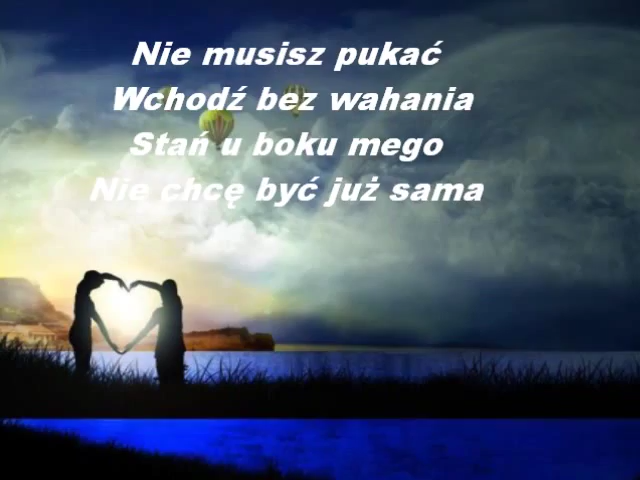 Nie musisz pukać
Wchodź bez wahania
Stań u boku mego
Nie chcę być już sama